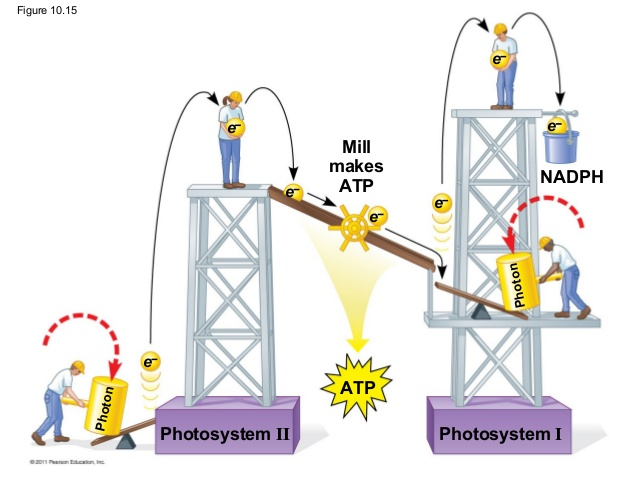 Figure 10.15
e–
e–
e–
Mill
makes
ATP
e–
e–
NADPH
e–
e–
Photon
e–
Photon
ATP
Photosystem II
Photosystem I
© 2011 Pearson Education, Inc.